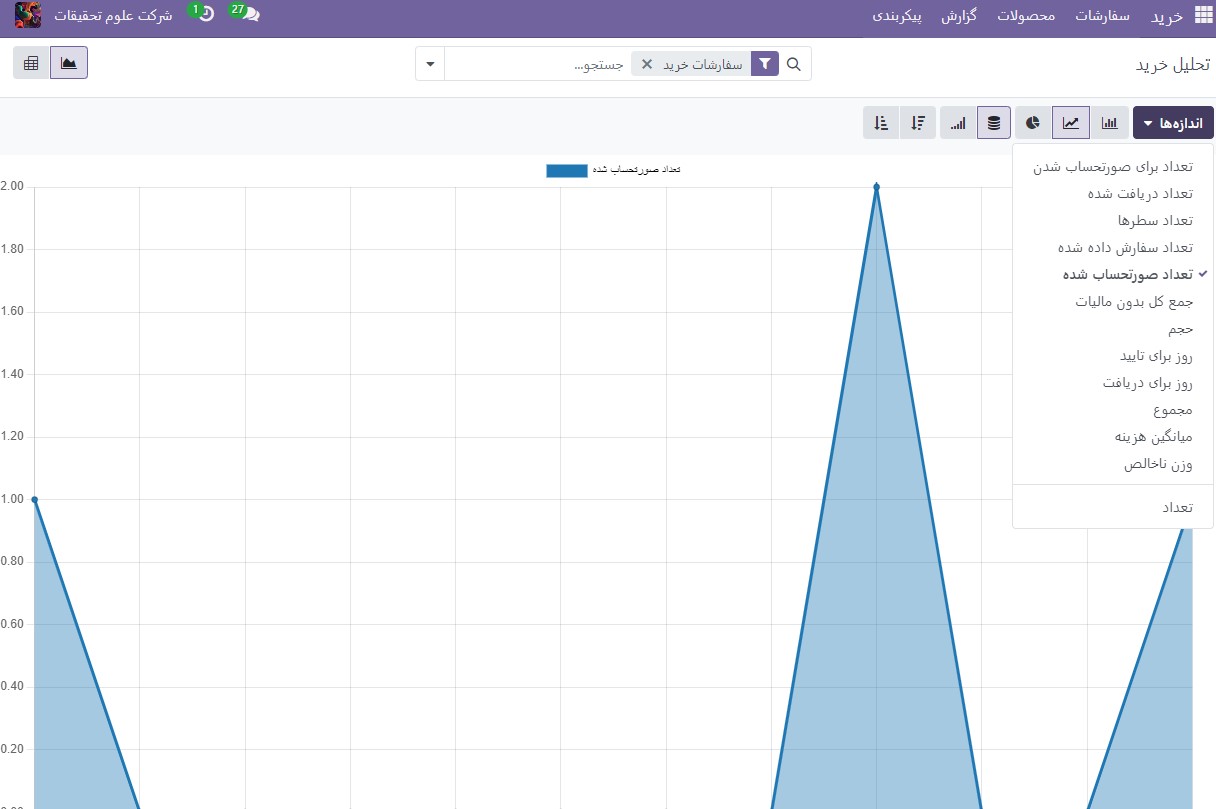 خرید سفارشات محصولات گزارش پیکربندی 27 1 شرکت علوم تحقیقات
تحلیل خرید
سفارشات خرید
جستجو...
اندازه‌ها
تعداد برای صورتحساب شدن
تعداد دریافت شده
تعداد سطرها
تعداد سفارش داده شده
تعداد صورتحساب شده
جمع کل بدون مالیات
حجم
روز برای تایید
روز برای دریافت
مجموع
میانگین هزینه
وزن ناخالص
تعداد
تعداد صورتحساب شده
2.00
1.80
1.60
1.40
1.20
1.00
0.80
0.60
0.40
0.20